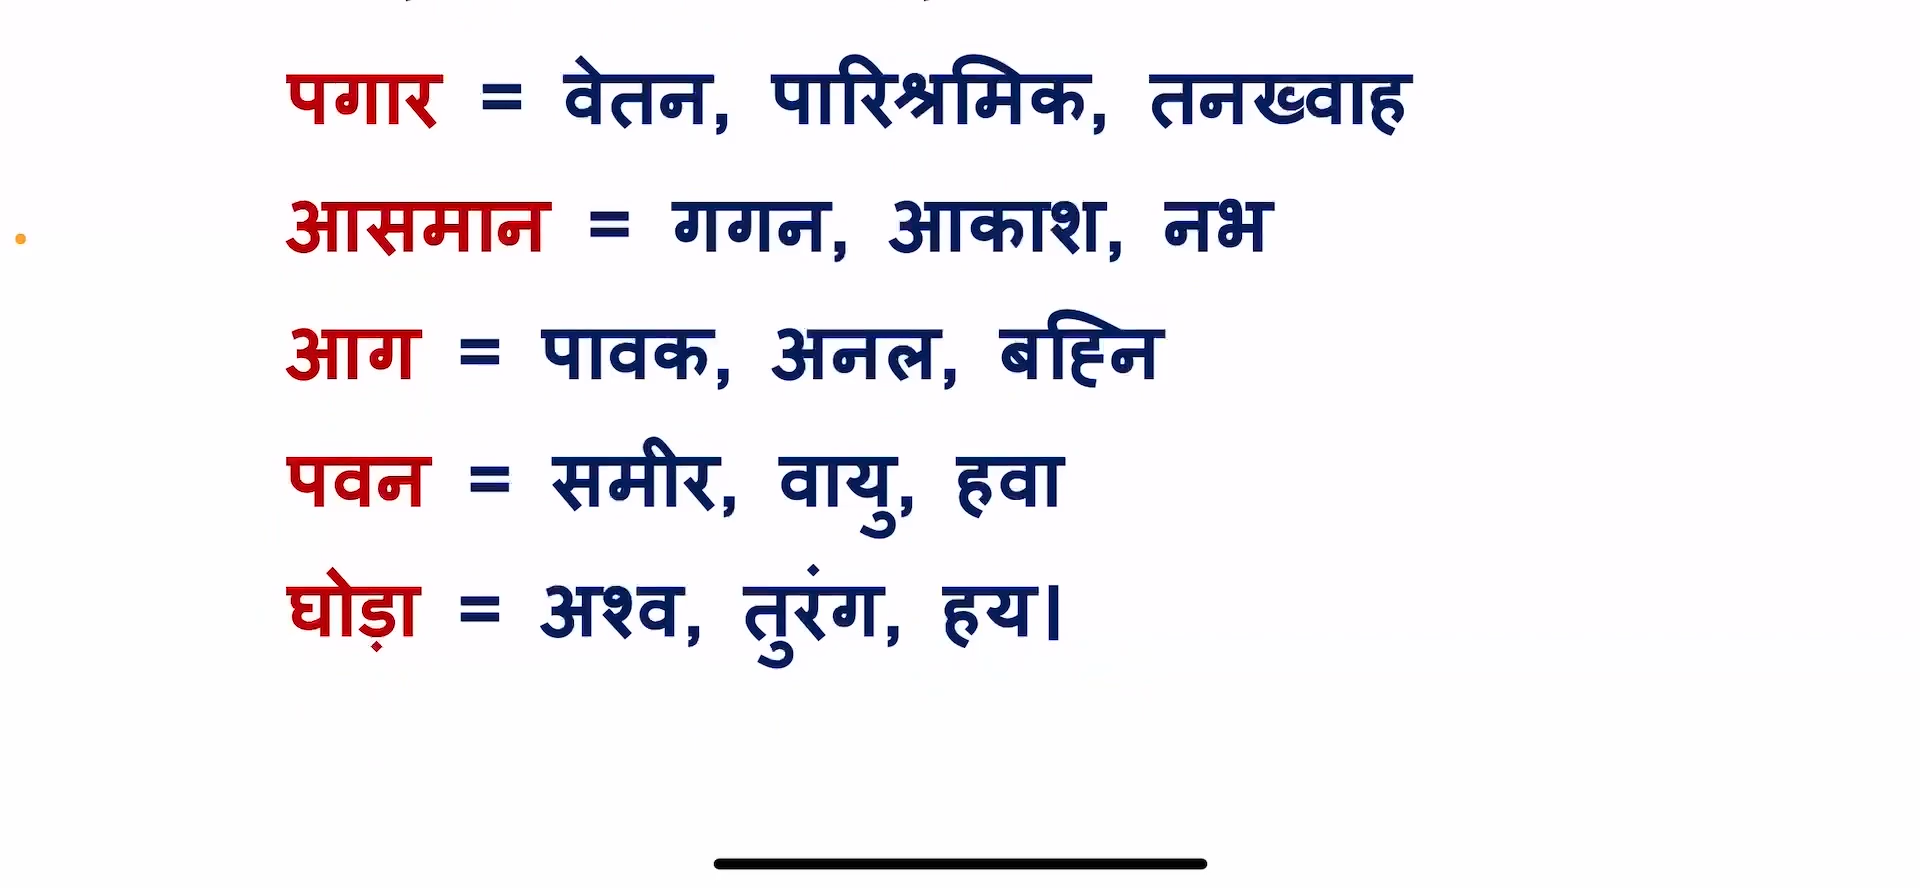 पगार = वेतन, पारिश्रमिक, तनख्वाह
आसमान = गगन, आकाश, नभ
आग = पावक, अनल, बह्नि
पवन = समीर, वायु, हवा
घोड़ा = अश्व, तुरंग, हय।